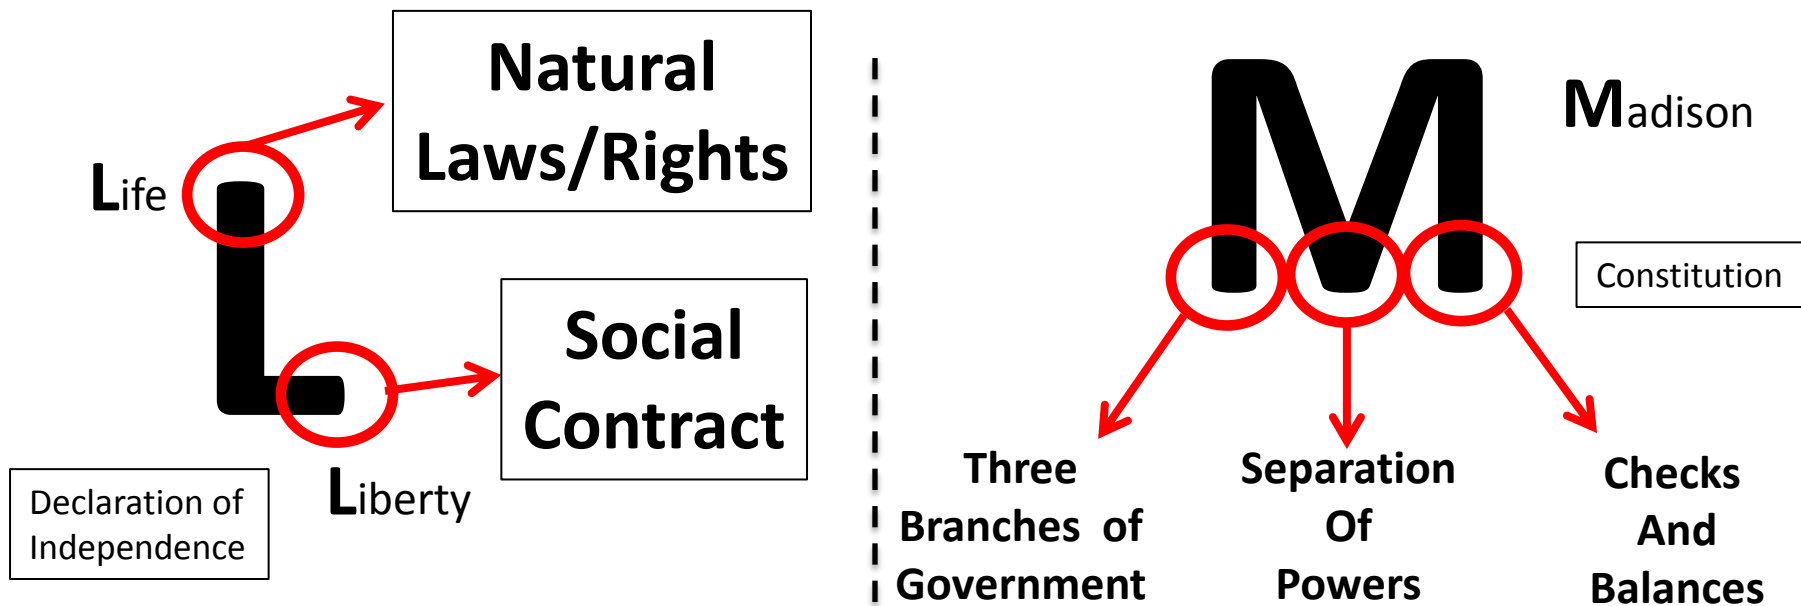 Natural
Laws/Rights
Life
L
Social
Contract
Liberty
Declaration of
Independence
M
Madison
Constitution
Three
Branches of
Government
Separation
Of
Powers
Checks
And
Balances